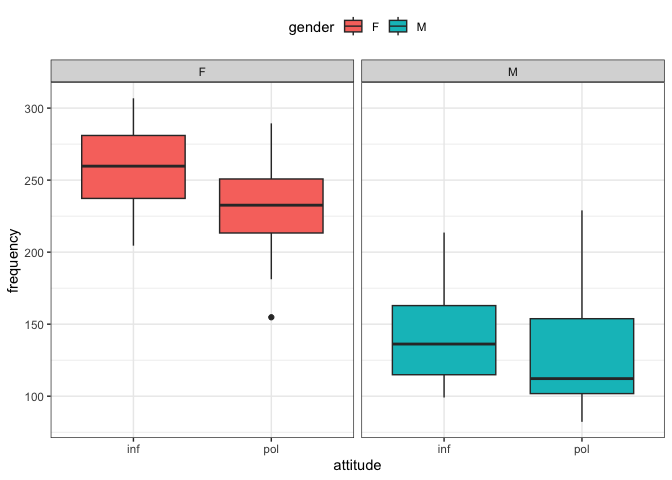 gender F M
F M
300
250
200
150
100
frequency
inf pol inf pol
attitude